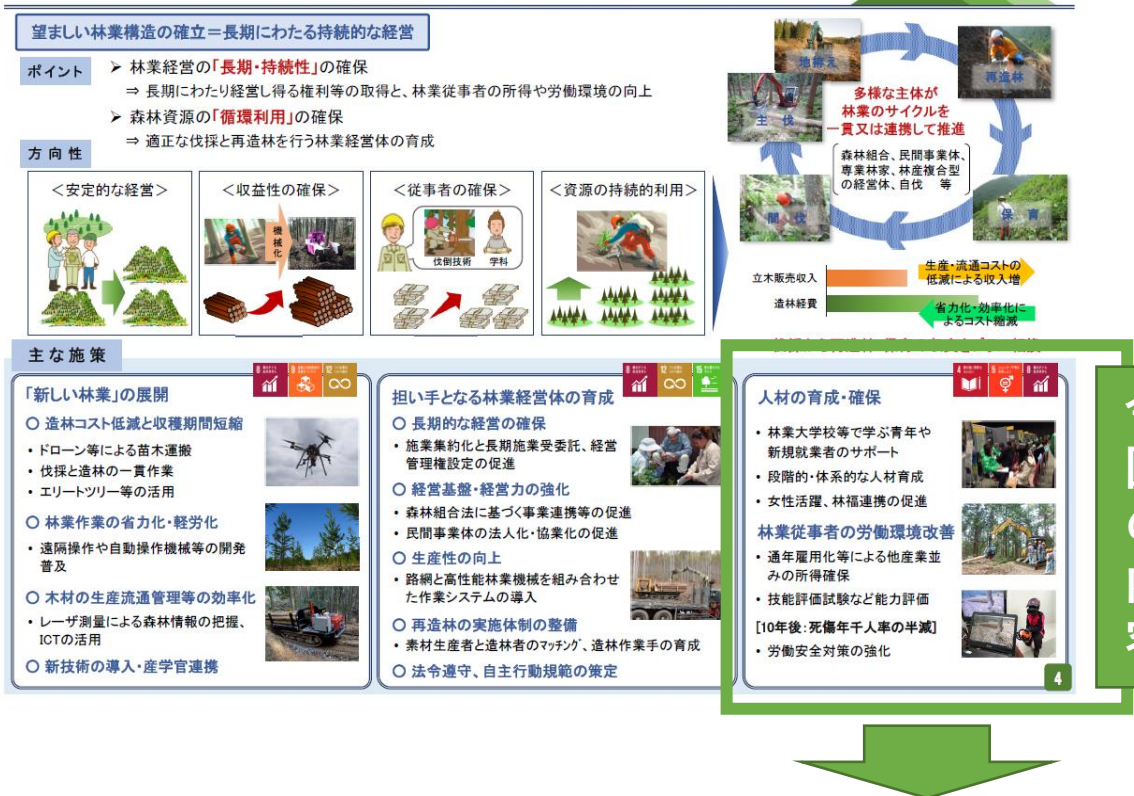 望ましい林業構造の確立＝長期にわたる持続的な経営
ポイント
➢ 林業経営の「長期・持続性」の確保
⇒ 長期にわたり経営し得る権利等の取得と、林業従事者の所得や労働環境の向上
➢ 森林資源の「循環利用」の確保
⇒ 適正な伐採と再造林を行う林業経営体の育成
方向性
＜安定的な経営＞
＜収益性の確保＞
機械化
＜従事者の確保＞
伐倒技術
学科
＜資源の持続的利用＞
地拵え
再造林
主伐
間伐
保育
多様な主体が
林業のサイクルを
一貫又は連携して推進
森林組合、民間事業体、
専業林家、林産複合型
の経営体、自伐 等
立木販売収入
生産・流通コストの
低減による収入増
造林経費
省力化・効率化に
よるコスト縮減
主な施策
「新しい林業」の展開
○ 造林コスト低減と収穫期間短縮
・ドローン等による苗木運搬
・伐採と造林の一貫作業
・エリートツリー等の活用
○ 林業作業の省力化・軽労化
・遠隔操作や自動操作機械等の開発
普及
○ 木材の生産流通管理等の効率化
・レーザ測量による森林情報の把握、
ICTの活用
○ 新技術の導入・産学官連携
担い手となる林業経営体の育成
○ 長期的な経営の確保
・施業集約化と長期施業受委託、経営
管理権設定の促進
○ 経営基盤・経営力の強化
・森林組合法に基づく事業連携等の促進
・民間事業体の法人化・協業化の促進
○ 生産性の向上
・路網と高性能林業機械を組み合わせ
た作業システムの導入
○ 再造林の実施体制の整備
・素材生産者と造林者のマッチング、造林作業手の育成
○ 法令遵守、自主行動規範の策定
人材の育成・確保
・林業大学校等で学ぶ青年や
新規就業者のサポート
・段階的・体系的な人材育成
・女性活躍、林福連携の促進
林業従事者の労働環境改善
・通年雇用化等による他産業並
みの所得確保
・技能評価試験など能力評価
[10年後：死傷年千人率の半減]
・労働安全対策の強化
4